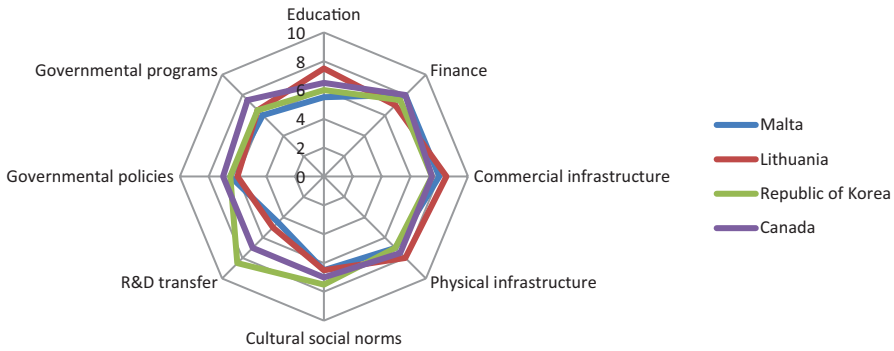 Education
10
Governmental programs
Finance
8
6
4
2
Governmental policies
0
Commercial infrastructure
R&D transfer
Physical infrastructure
Cultural social norms
Malta
Lithuania
Republic of Korea
Canada